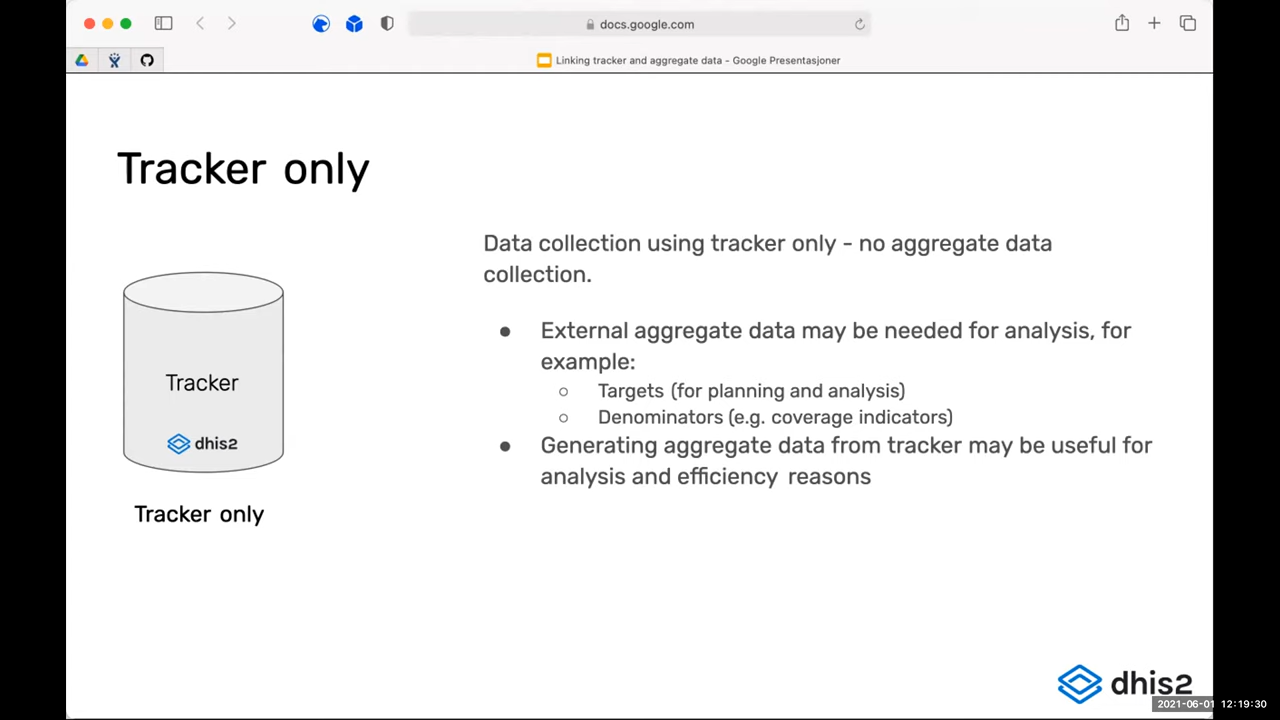 docs.google.com
Linking tracker and aggregate data - Google Presentasjoner
Tracker only
Data collection using tracker only - no aggregate data
collection.
● External aggregate data may be needed for analysis, for
example:
○ Targets (for planning and analysis)
○ Denominators (e.g. coverage indicators)
● Generating aggregate data from tracker may be useful for
analysis and efficiency reasons
Tracker
dhis2
Tracker only
dhis2
2021-06-01 12:19:30